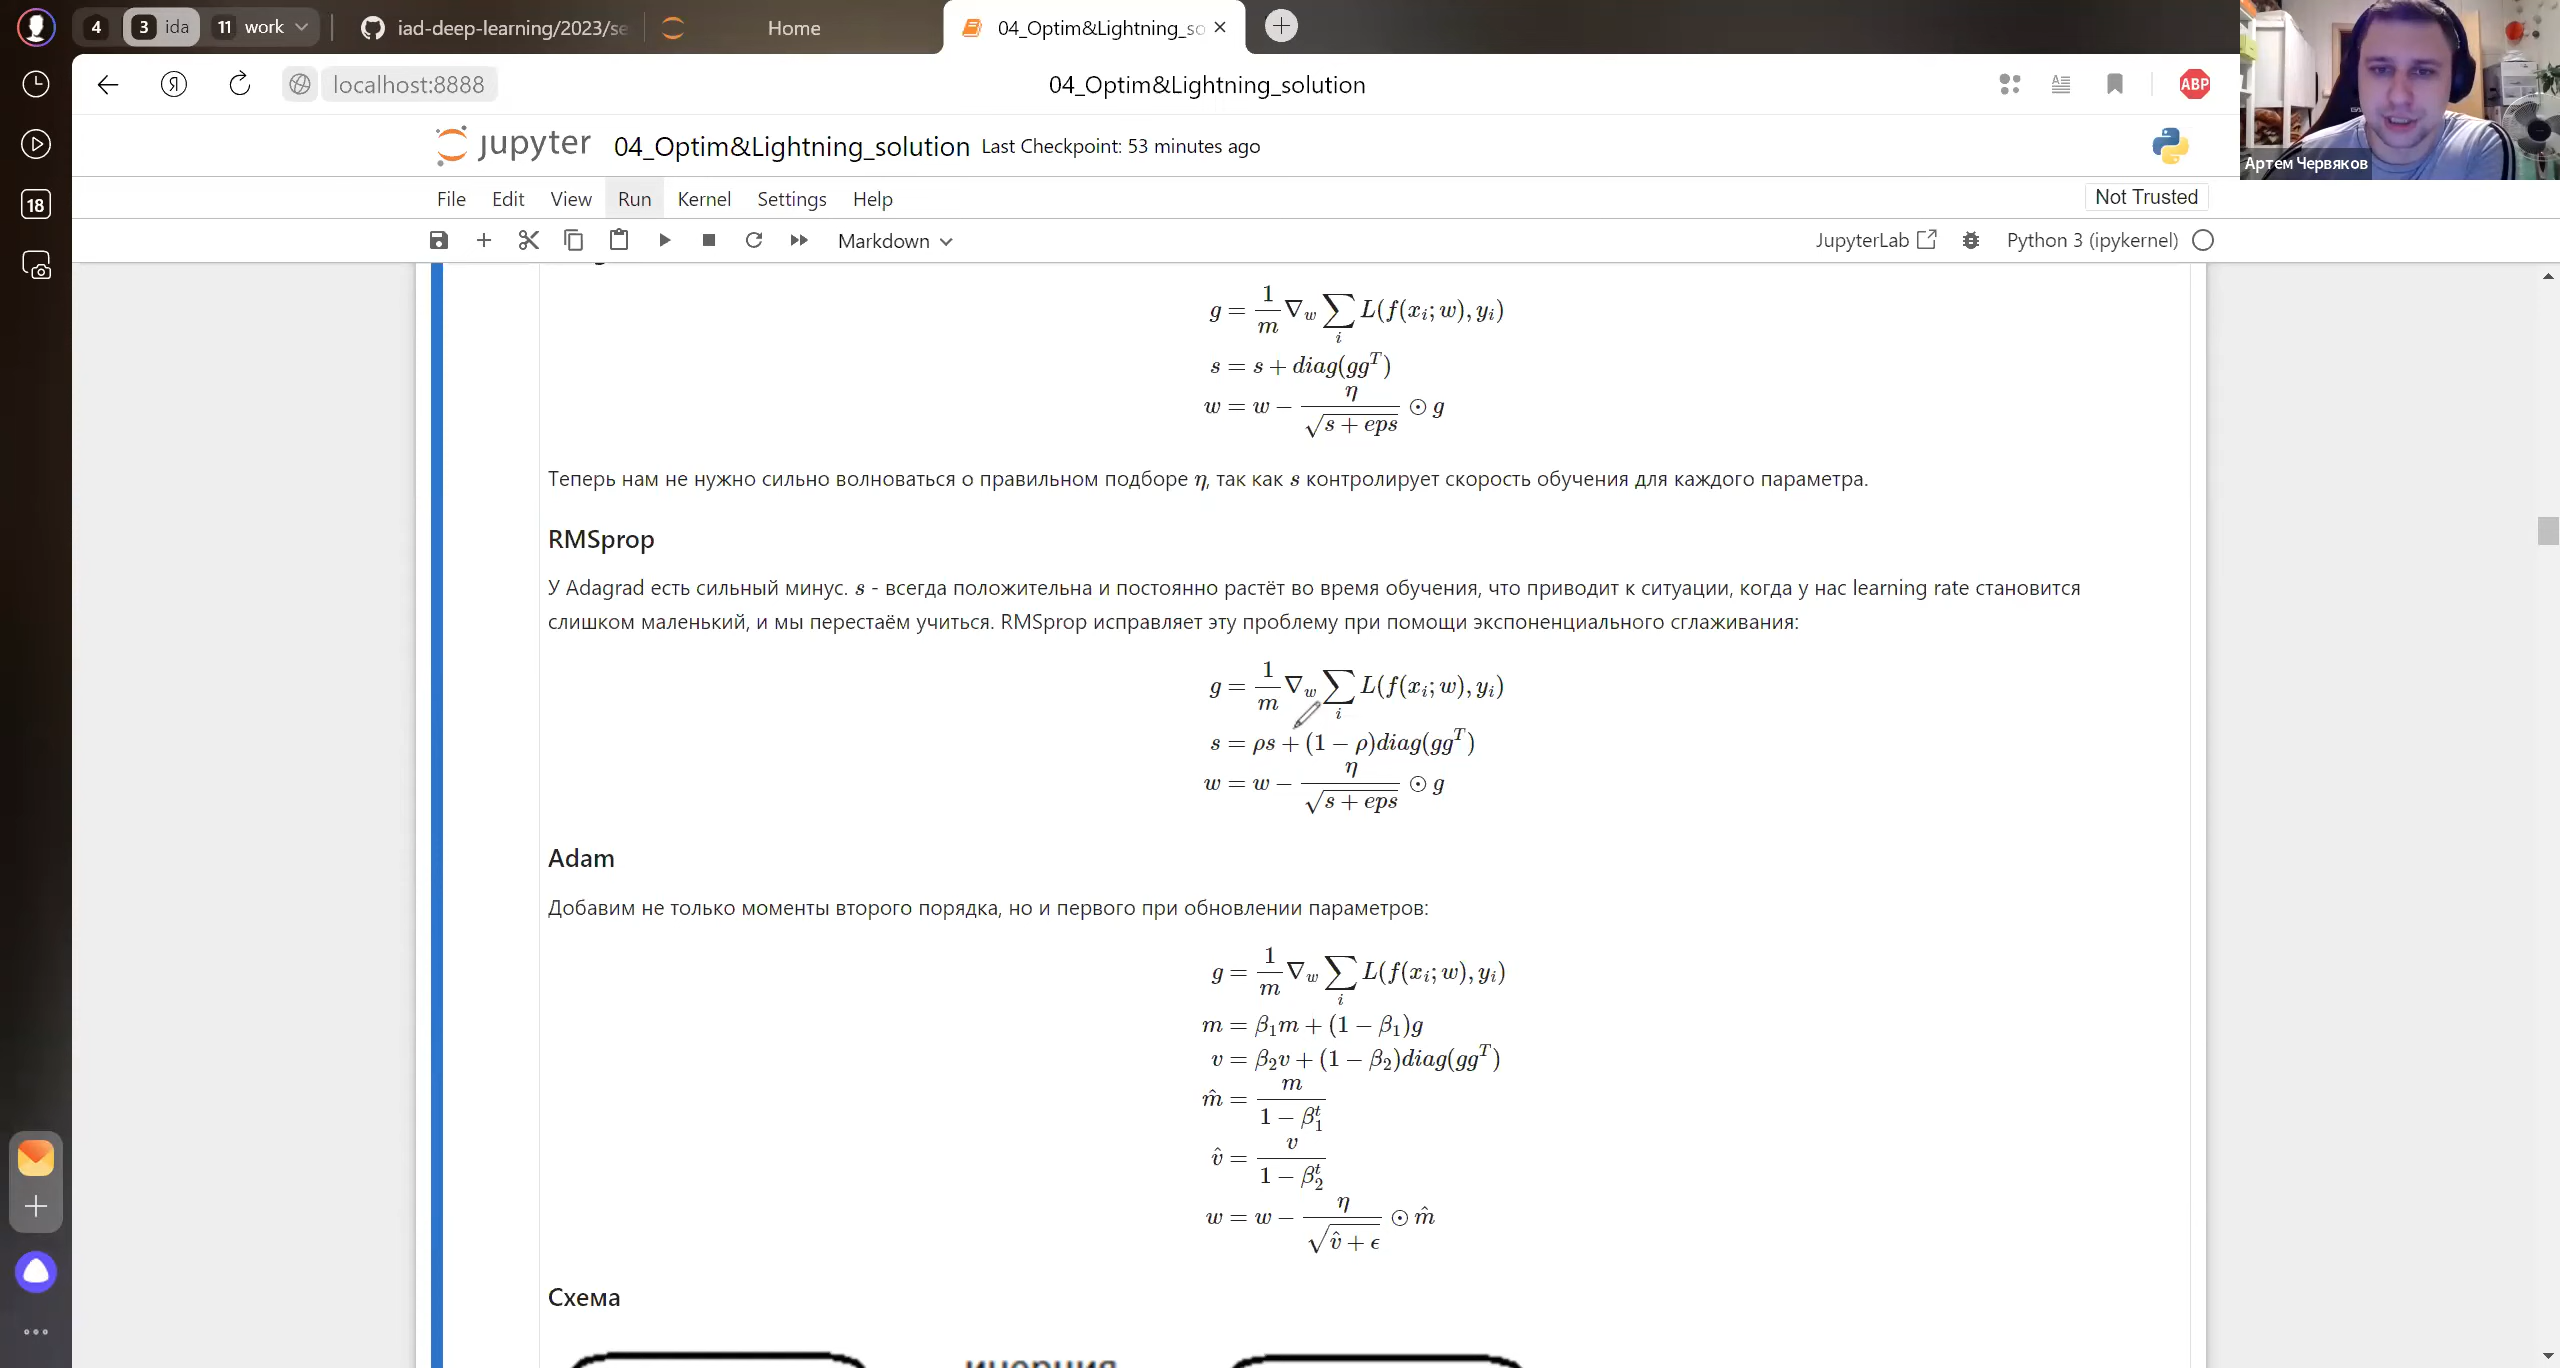 4 3 ida 11 work iad-deep-learning/2023/se Home 04_Optim&Lightning_so
localhost:8888 04_Optim&Lightning_solution ABP
Артем Червяков
18
jupyter 04_Optim&Lightning_solution Last Checkpoint: 53 minutes ago
File Edit View Run Kernel Settings Help Not Trusted
Markdown JupyterLab Python 3 (ipykernel)
g = 1/m ∇_w ∑_i L(f(x_i; w), y_i)
s = s + diag(gg^T)
w = w − η/√(s + eps) ⊙ g
Теперь нам не нужно сильно волноваться о правильном подборе η, так как s контролирует скорость обучения для каждого параметра.
RMSprop
У Adagrad есть сильный минус. s - всегда положительна и постоянно растёт во время обучения, что приводит к ситуации, когда у нас learning rate становится
слишком маленький, и мы перестаём учиться. RMSprop исправляет эту проблему при помощи экспоненциального сглаживания:
g = 1/m ∇_w ∑_i L(f(x_i; w), y_i)
s = ρs + (1 − ρ)diag(gg^T)
w = w − η/√(s + eps) ⊙ g
Adam
Добавим не только моменты второго порядка, но и первого при обновлении параметров:
g = 1/m ∇_w ∑_i L(f(x_i; w), y_i)
m = β_1 m + (1 − β_1)g
v = β_2 v + (1 − β_2)diag(gg^T)
m̂ = m/(1 − β_1^t)
v̂ = v/(1 − β_2^t)
w = w − η/√(v̂ + ϵ) ⊙ m̂
Схема
инерция